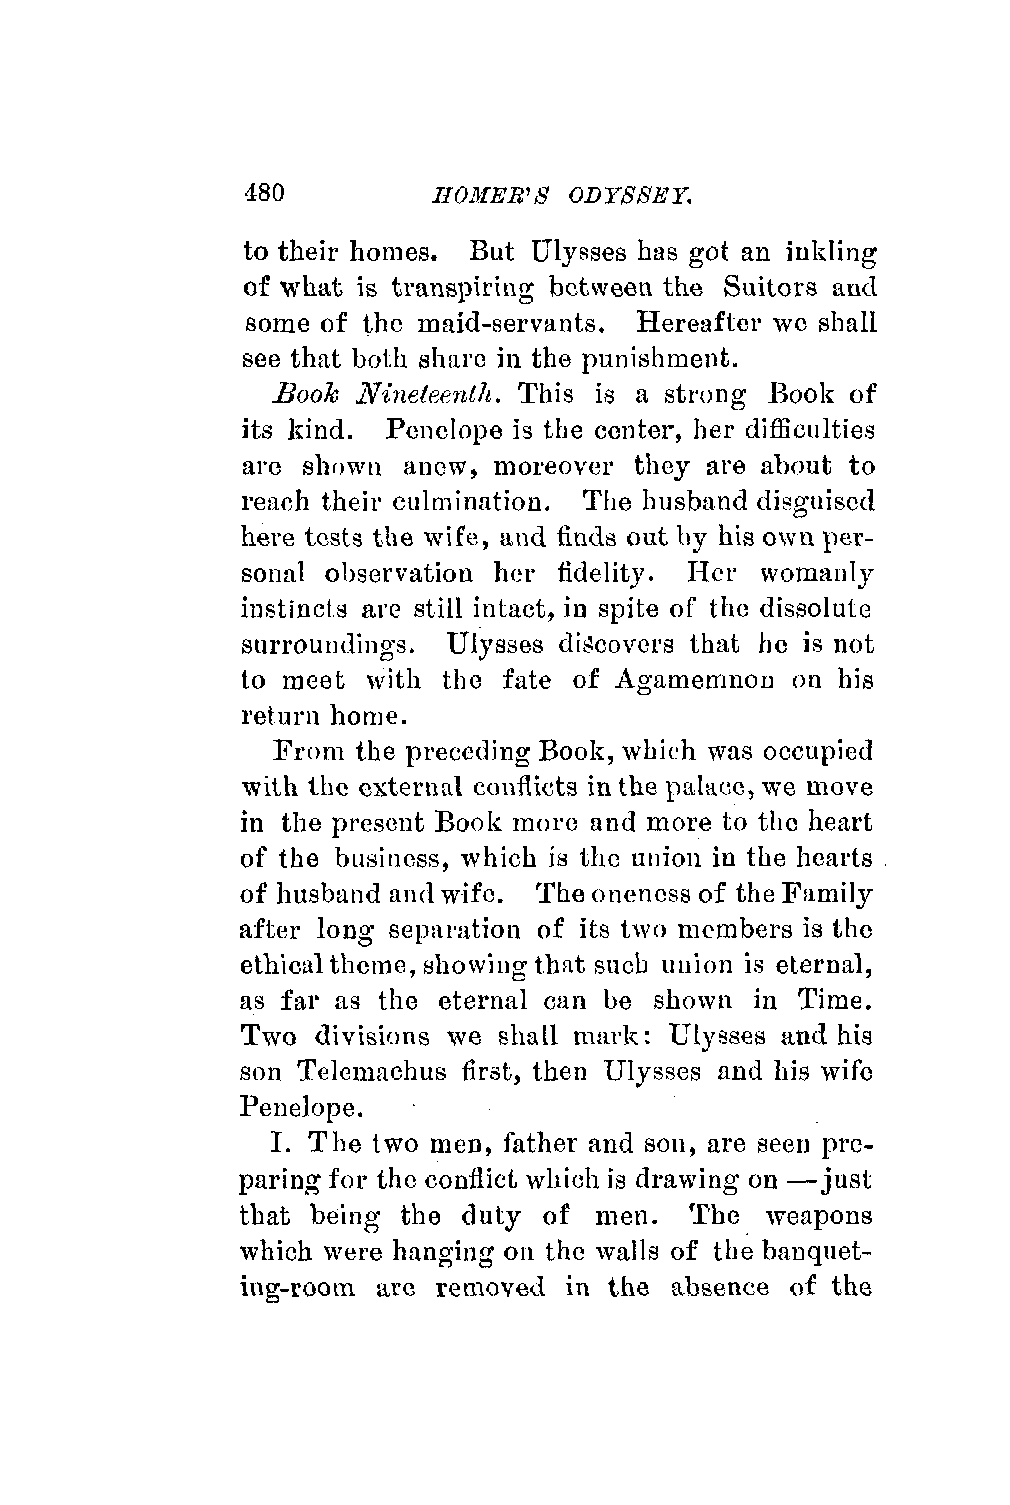 480 HOMER'S ODYSSEY.
to their homes. But Ulysses has got an inkling
of what is transpiring between the Suitors and
some of the maid-servants. Hereafter we shall
see that both share in the punishment.
Book Nineteenth. This is a strong Book of
its kind. Penelope is the center, her difficulties
are shown anew, moreover they are about to
reach their culmination. The husband disguised
here tests the wife, and finds out by his own per-
sonal observation her fidelity. Her womanly
instincts are still intact, in spite of the dissolute
surroundings. Ulysses discovers that he is not
to meet with the fate of Agamemnon on his
return home.
From the preceding Book, which was occupied
with the external conflicts in the palace, we move
in the present Book more and more to the heart
of the business, which is the union in the hearts
of husband and wife. The oneness of the Family
after long separation of its two members is the
ethical theme, showing that such union is eternal,
as far as the eternal can be shown in Time.
Two divisions we shall mark: Ulysses and his
son Telemachus first, then Ulysses and his wife
Penelope.
I. The two men, father and son, are seen pre-
paring for the conflict which is drawing on — just
that being the duty of men. The weapons
which were hanging on the walls of the banquet-
ing-room are removed in the absence of the